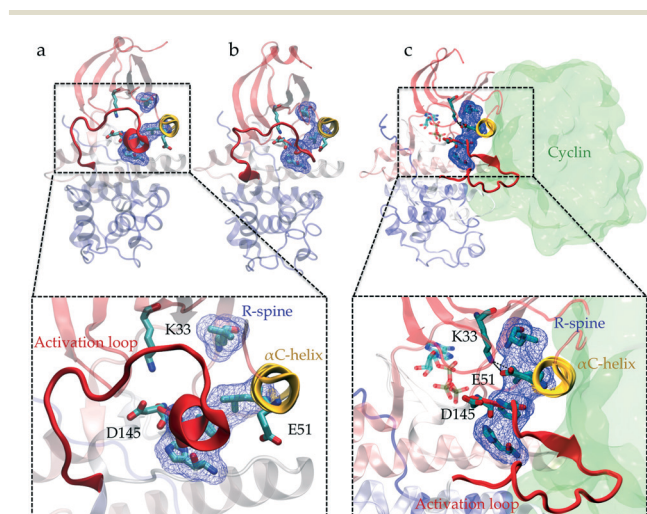 a
b
c
Cyclin
K33
R-spine
Activation loop
αC-helix
D145
E51
K33
R-spine
αC-helix
E51
D145
Activation loop